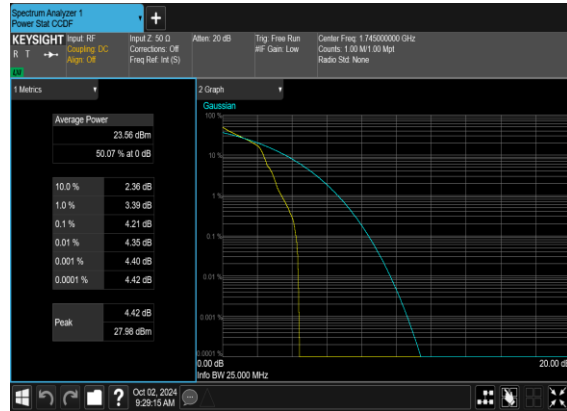 Spectrum Analyzer 1
Power Stat CCDF
+
KEYSIGHT
R T
LXI
Input: RF
Coupling: DC
Align: Off
Input Z: 50 Ω
Corrections: Off
Freq Ref: Int (S)
Atten: 20 dB
Trig: Free Run
#IF Gain: Low
Center Freq: 1.745000000 GHz
Counts: 1.00 M/1.00 Mpt
Radio Std: None
1 Metrics
Average Power
23.56 dBm
50.07 % at 0 dB
10.0 % 2.36 dB
1.0 % 3.39 dB
0.1 % 4.21 dB
0.01 % 4.35 dB
0.001 % 4.40 dB
0.0001 % 4.42 dB
Peak
4.42 dB
27.98 dBm
2 Graph
Gaussian
100 %
10 %
1 %
0.1 %
0.01 %
0.001 %
0.0001 %
0.00 dB
20.00 dB
Info BW 25.000 MHz
?
Oct 02, 2024
9:29:15 AM